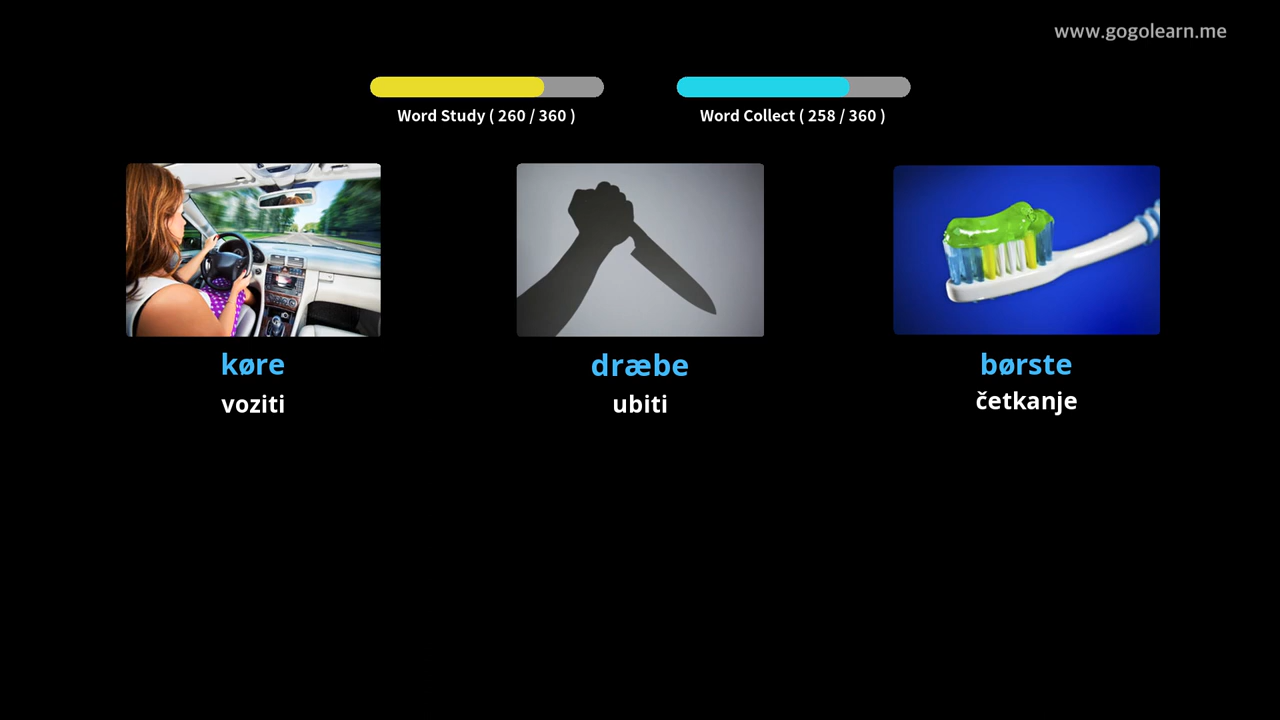 www.gogolearn.me
Word Study ( 260 / 360 )
Word Collect ( 258 / 360 )
køre
dræbe
børste
voziti
ubiti
četkanje